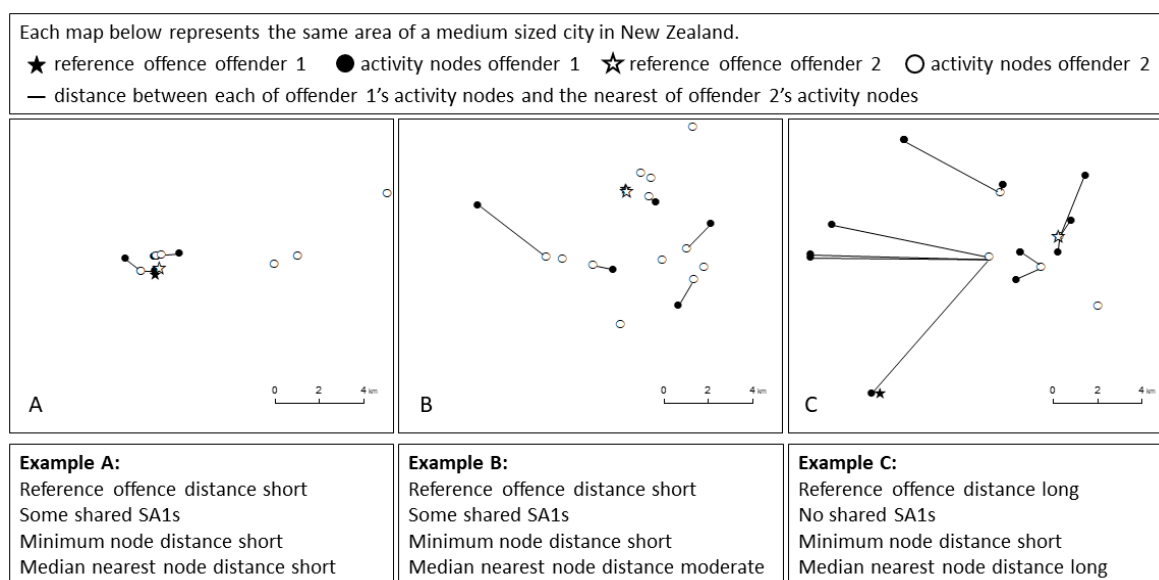 Each map below represents the same area of a medium sized city in New Zealand.
reference offence offender 1 activity nodes offender 1 reference offence offender 2 activity nodes offender 2
distance between each of offender 1's activity nodes and the nearest of offender 2's activity nodes
0 2 4 km
A
0 2 4 km
B
0 2 4 km
C
Example A:
Reference offence distance short
Some shared SA1s
Minimum node distance short
Median nearest node distance short
Example B:
Reference offence distance short
Some shared SA1s
Minimum node distance short
Median nearest node distance moderate
Example C:
Reference offence distance long
No shared SA1s
Minimum node distance short
Median nearest node distance long